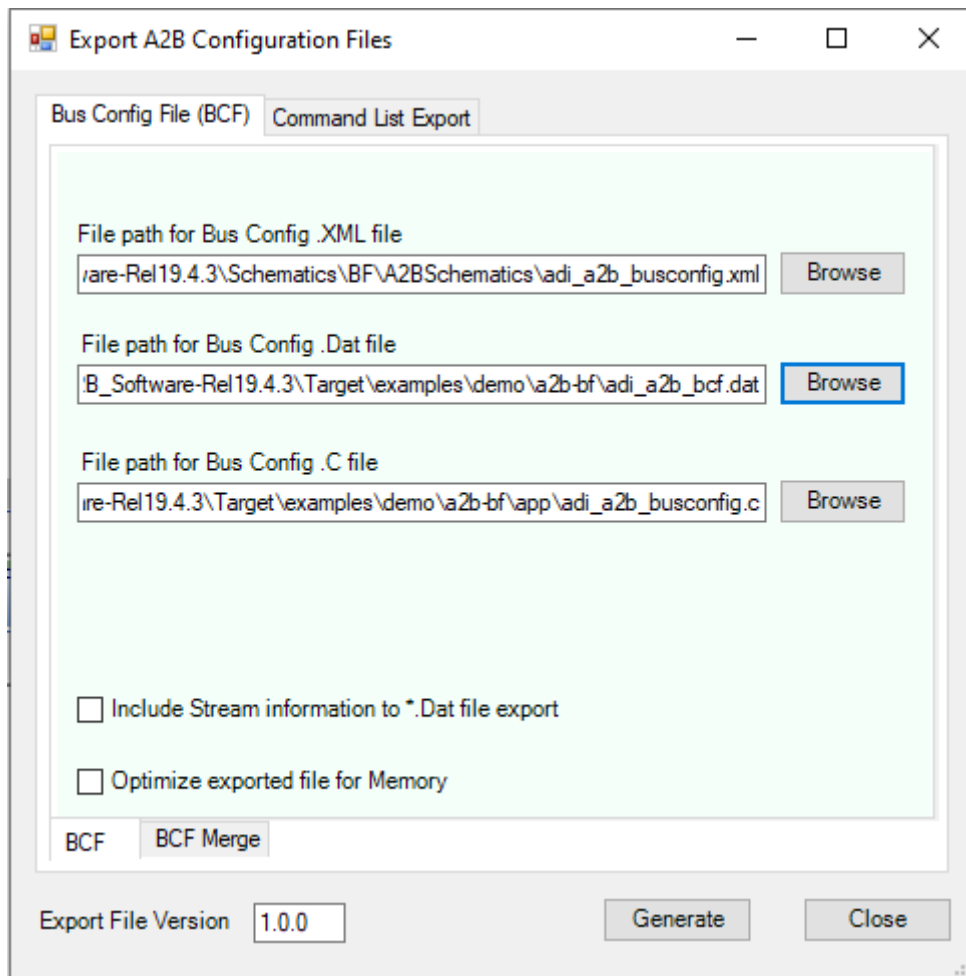 Export A2B Configuration Files
Bus Config File (BCF) Command List Export
File path for Bus Config .XML file
are-Rel19.4.3\Schematics\BF\A2BSchematics\adi_a2b_busconfig.xml Browse
File path for Bus Config .Dat file
B_Software-Rel19.4.3\Target\examples\demo\a2b-bf\adi_a2b_bcf.dat Browse
File path for Bus Config .C file
re-Rel19.4.3\Target\examples\demo\a2b-bf\app\adi_a2b_busconfig.c Browse
Include Stream information to *.Dat file export
Optimize exported file for Memory
BCF BCF Merge
Export File Version 1.0.0 Generate Close